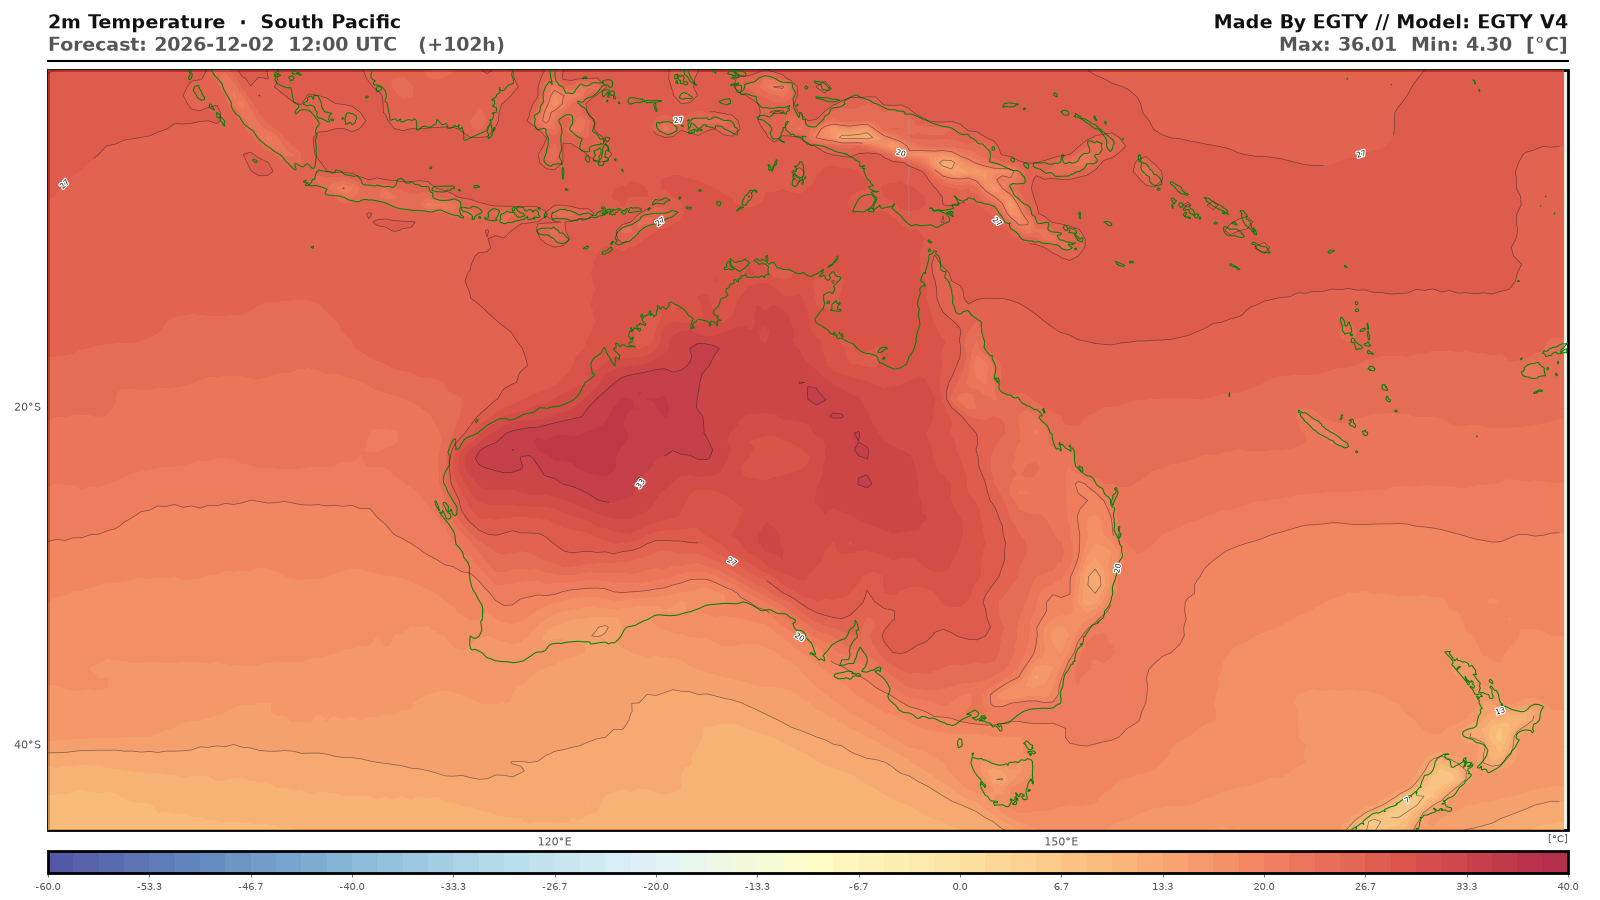 2m Temperature · South Pacific
Made By EGTY // Model: EGTY V4
Forecast: 2026-12-02 12:00 UTC (+102h)
Max: 36.01 Min: 4.30 [°C]
27
20
27
27
27
27
20°S
33
27
20
20
13
40°S
7
120°E
150°E
[°C]
-60.0 -53.3 -46.7 -40.0 -33.3 -26.7 -20.0 -13.3 -6.7 0.0 6.7 13.3 20.0 26.7 33.3 40.0